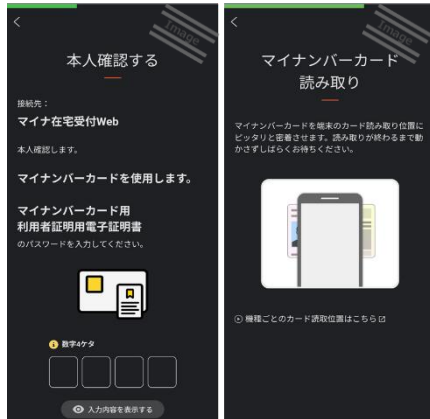 Image
本人確認する
接続先：
マイナ在宅受付Web
本人確認します。
マイナンバーカードを使用します。
マイナンバーカード用
利用者証明用電子証明書
のパスワードを入力してください。
数字4ケタ
入力内容を表示する
Image
マイナンバーカード
読み取り
マイナンバーカードを端末のカード読み取り位置に
ピッタリと密着させます。読み取りが終わるまで動
かさずしばらくお待ちください。
機種ごとのカード読取位置はこちら